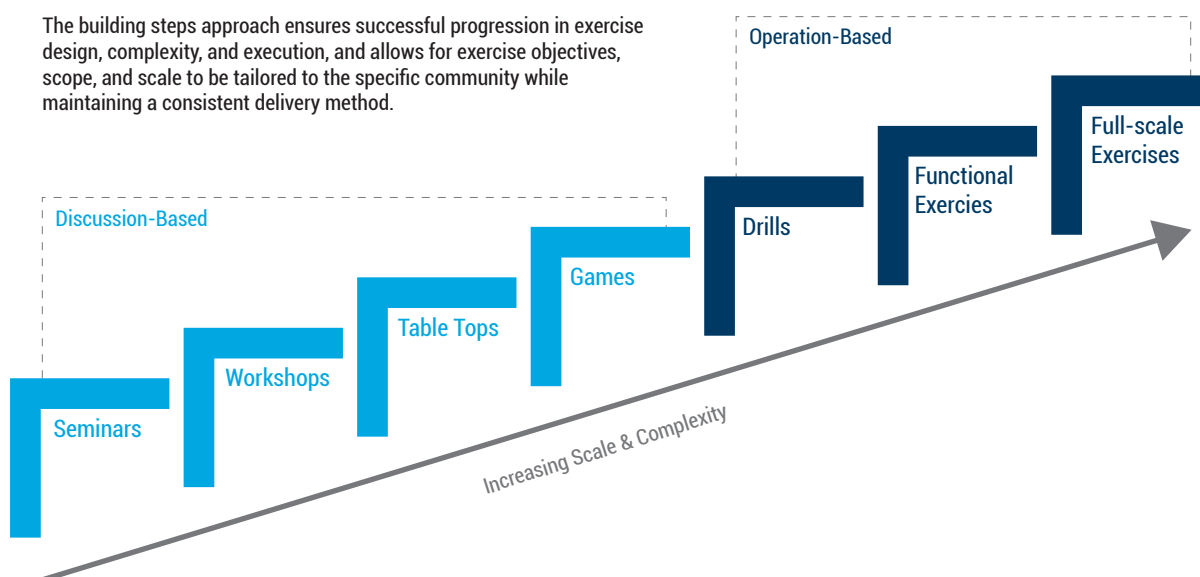 The building steps approach ensures successful progression in exercise
design, complexity, and execution, and allows for exercise objectives,
scope, and scale to be tailored to the specific community while
maintaining a consistent delivery method.
Operation-Based
Full-scale
Exercises
Functional
Exercies
Drills
Discussion-Based
Games
Table Tops
Workshops
Seminars
Increasing Scale & Complexity